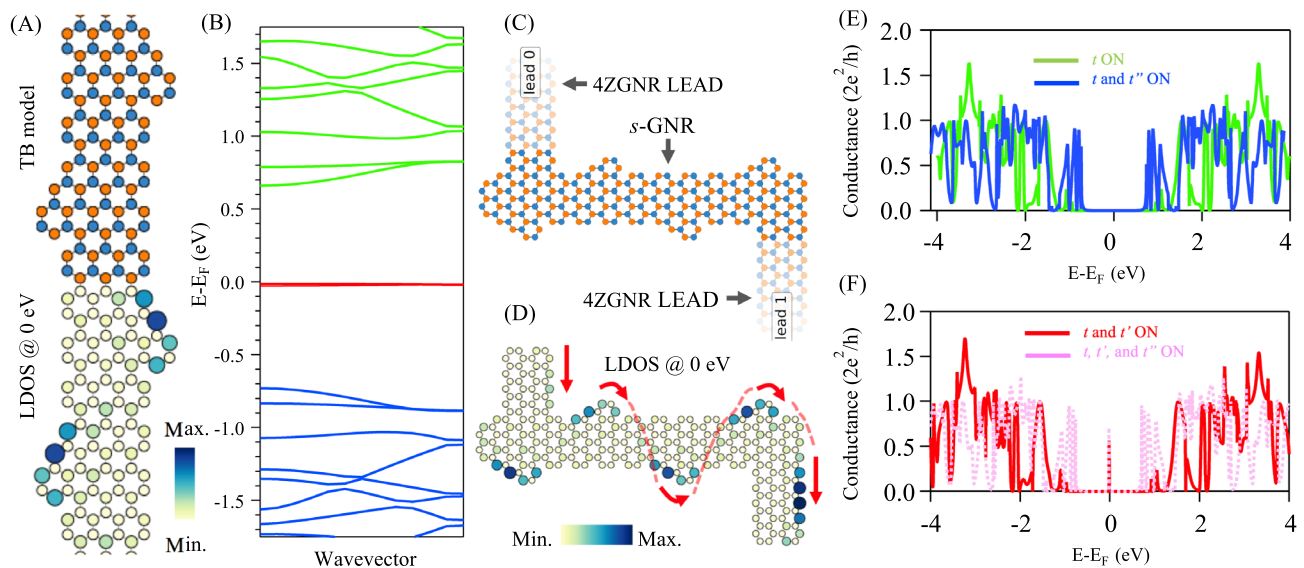 (A)
TB model
LDOS @ 0 eV
Max.
Min.
(B)
E-E_F (eV)
1.5
1.0
0.5
0.0
-0.5
-1.0
-1.5
Wavevector
(C)
lead 0
4ZGNR LEAD
s-GNR
4ZGNR LEAD
lead 1
(D)
LDOS @ 0 eV
Min.
Max.
(E)
Conductance (2e²/h)
2.0
1.5
1.0
0.5
0.0
t ON
t and t'' ON
-4
-2
0
2
4
E-E_F (eV)
(F)
Conductance (2e²/h)
2.0
1.5
1.0
0.5
0.0
t and t' ON
t, t', and t'' ON
-4
-2
0
2
4
E-E_F (eV)